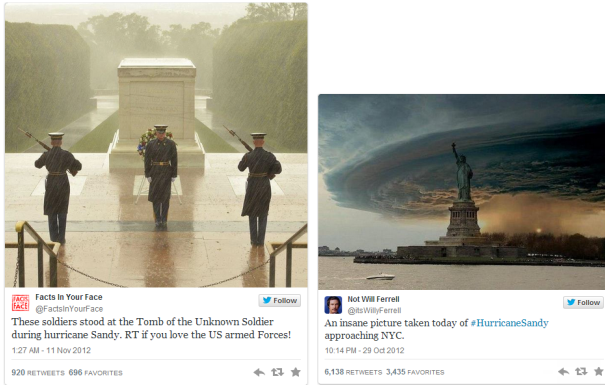 FACTS
FACE
Facts In Your Face
@FactsInYourFace
Follow
These soldiers stood at the Tomb of the Unknown Soldier
during hurricane Sandy. RT if you love the US armed Forces!
1:27 AM - 11 Nov 2012
920 RETWEETS 696 FAVORITES
Not Will Ferrell
@itsWillyFerrell
Follow
An insane picture taken today of #HurricaneSandy
approaching NYC.
10:14 PM - 29 Oct 2012
6,138 RETWEETS 3,435 FAVORITES